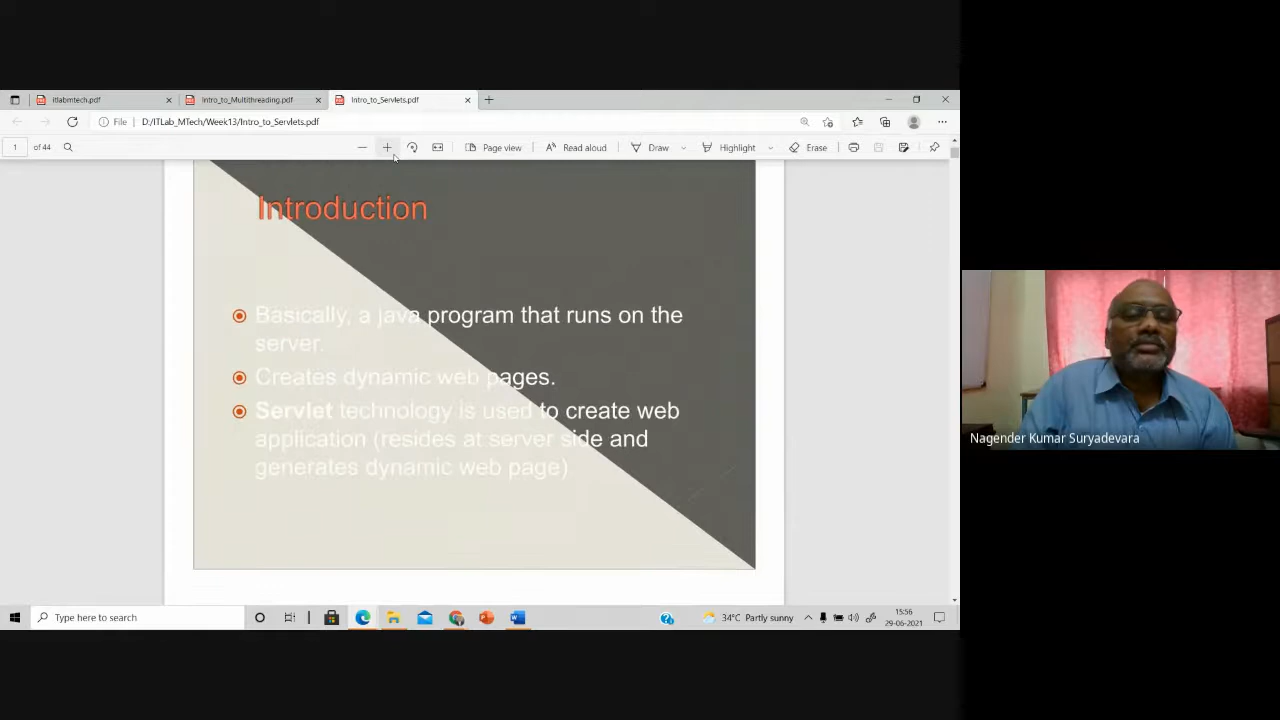 itlabmtech.pdf
Intro_to_Multithreading.pdf
Intro_to_Servlets.pdf
File
D:/ITLab_MTech/Week13/Intro_to_Servlets.pdf
1 of 44
Page view
Read aloud
Draw
Highlight
Erase
Introduction
Basically, a java program that runs on the
server.
Creates dynamic web pages.
Servlet technology is used to create web
application (resides at server side and
generates dynamic web page)
Nagender Kumar Suryadevara
Type here to search
34°C Partly sunny
15:56
29-06-2021